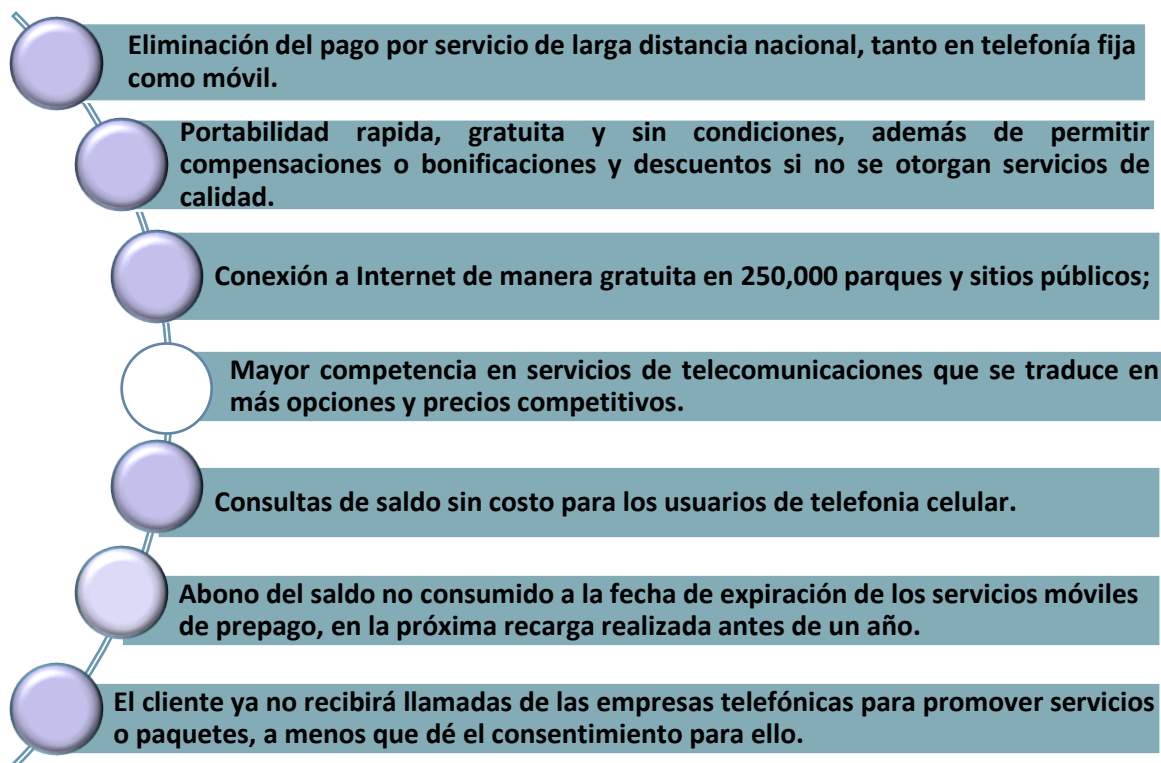 Eliminación del pago por servicio de larga distancia nacional, tanto en telefonía fija
como móvil.
Portabilidad rapida, gratuita y sin condiciones, además de permitir
compensaciones o bonificaciones y descuentos si no se otorgan servicios de
calidad.
Conexión a Internet de manera gratuita en 250,000 parques y sitios públicos;
Mayor competencia en servicios de telecomunicaciones que se traduce en
más opciones y precios competitivos.
Consultas de saldo sin costo para los usuarios de telefonia celular.
Abono del saldo no consumido a la fecha de expiración de los servicios móviles
de prepago, en la próxima recarga realizada antes de un año.
El cliente ya no recibirá llamadas de las empresas telefónicas para promover servicios
o paquetes, a menos que dé el consentimiento para ello.